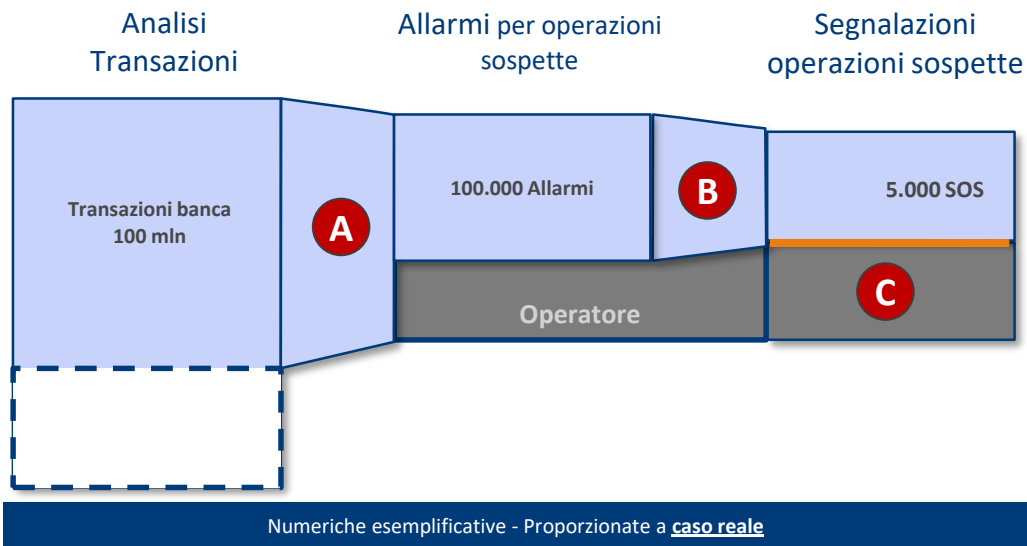 Analisi
Transazioni
Allarmi per operazioni
sospette
Segnalazioni
operazioni sospette
Transazioni banca
100 mln
A
100.000 Allarmi
B
5.000 SOS
Operatore
C
Numeriche esemplificative - Proporzionate a caso reale